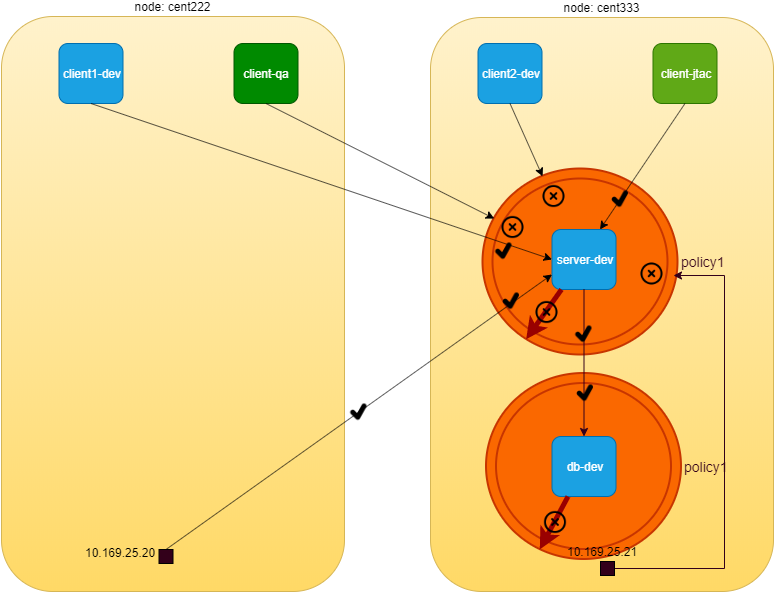 node: cent222
node: cent333
client1-dev
client-qa
client2-dev
client-jtac
server-dev
policy1
db-dev
policy1
10.169.25.20
10.169.25.21